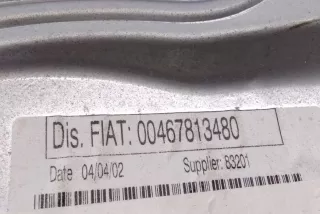 Dis. FIAT: 00467813480
Date 04/04/02 Supplier: 83201